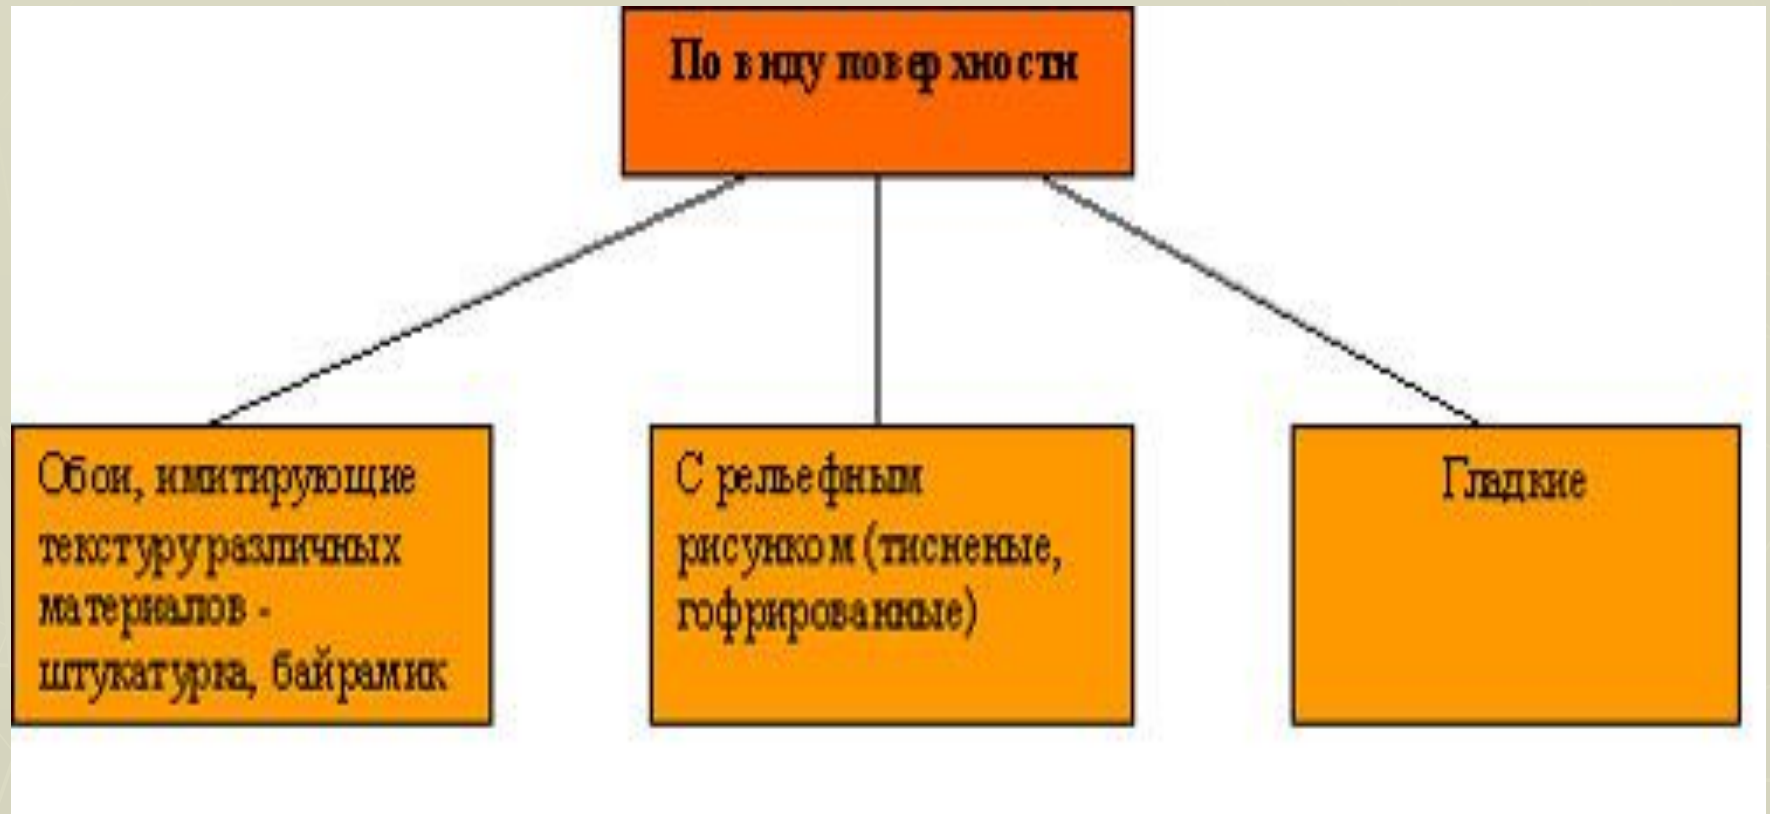 По виду поверхности
Обои, имитирующие
текстуру различных
материалов -
штукатурка, байрамик
С рельефным
рисунком (тисненые,
гофрированные)
Гладкие